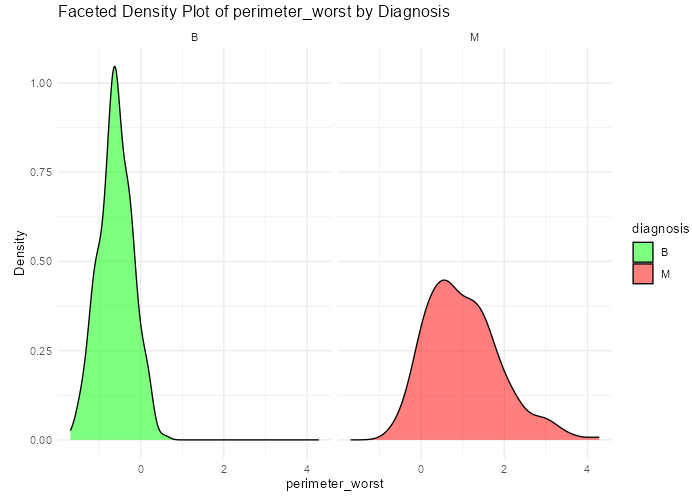 Faceted Density Plot of perimeter_worst by Diagnosis
B
M
1.00
0.75
0.50
0.25
0.00
Density
0
2
4
0
2
4
perimeter_worst
diagnosis
B
M